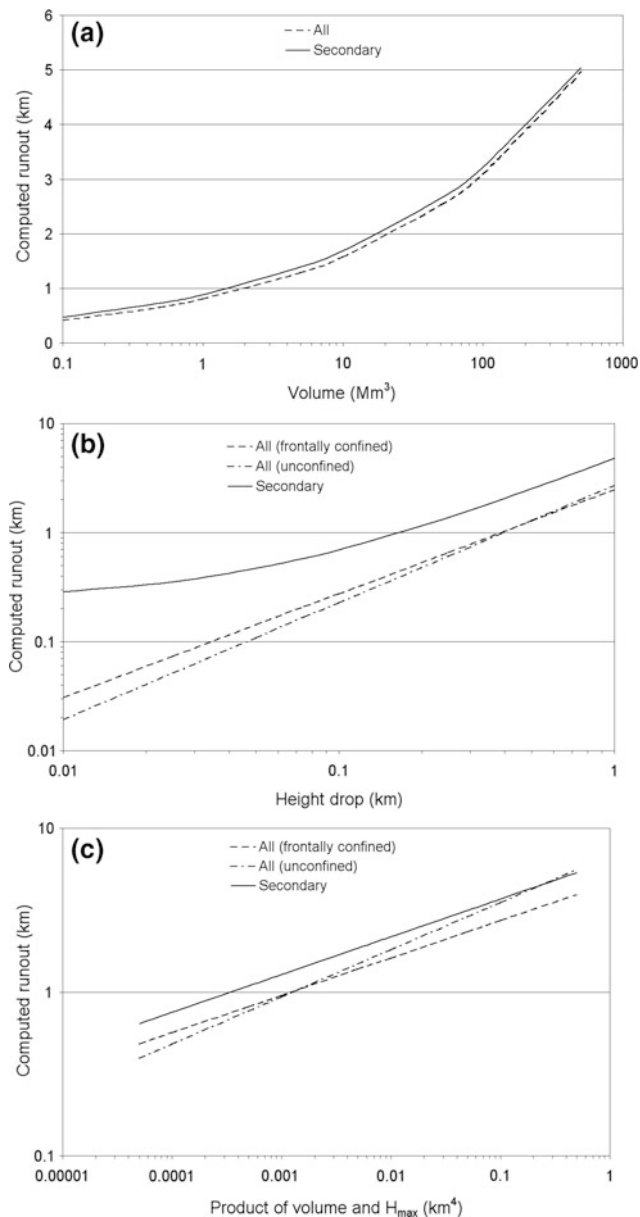 (a)
All
Secondary
Computed runout (km)
6
5
4
3
2
1
0
0.1 1 10 100 1000
Volume (Mm³)
(b)
All (frontally confined)
All (unconfined)
Secondary
Computed runout (km)
10
1
0.1
0.01
0.01 0.1 1
Height drop (km)
(c)
All (frontally confined)
All (unconfined)
Secondary
Computed runout (km)
10
1
0.1
0.00001 0.0001 0.001 0.01 0.1 1
Product of volume and Hmax (km⁴)